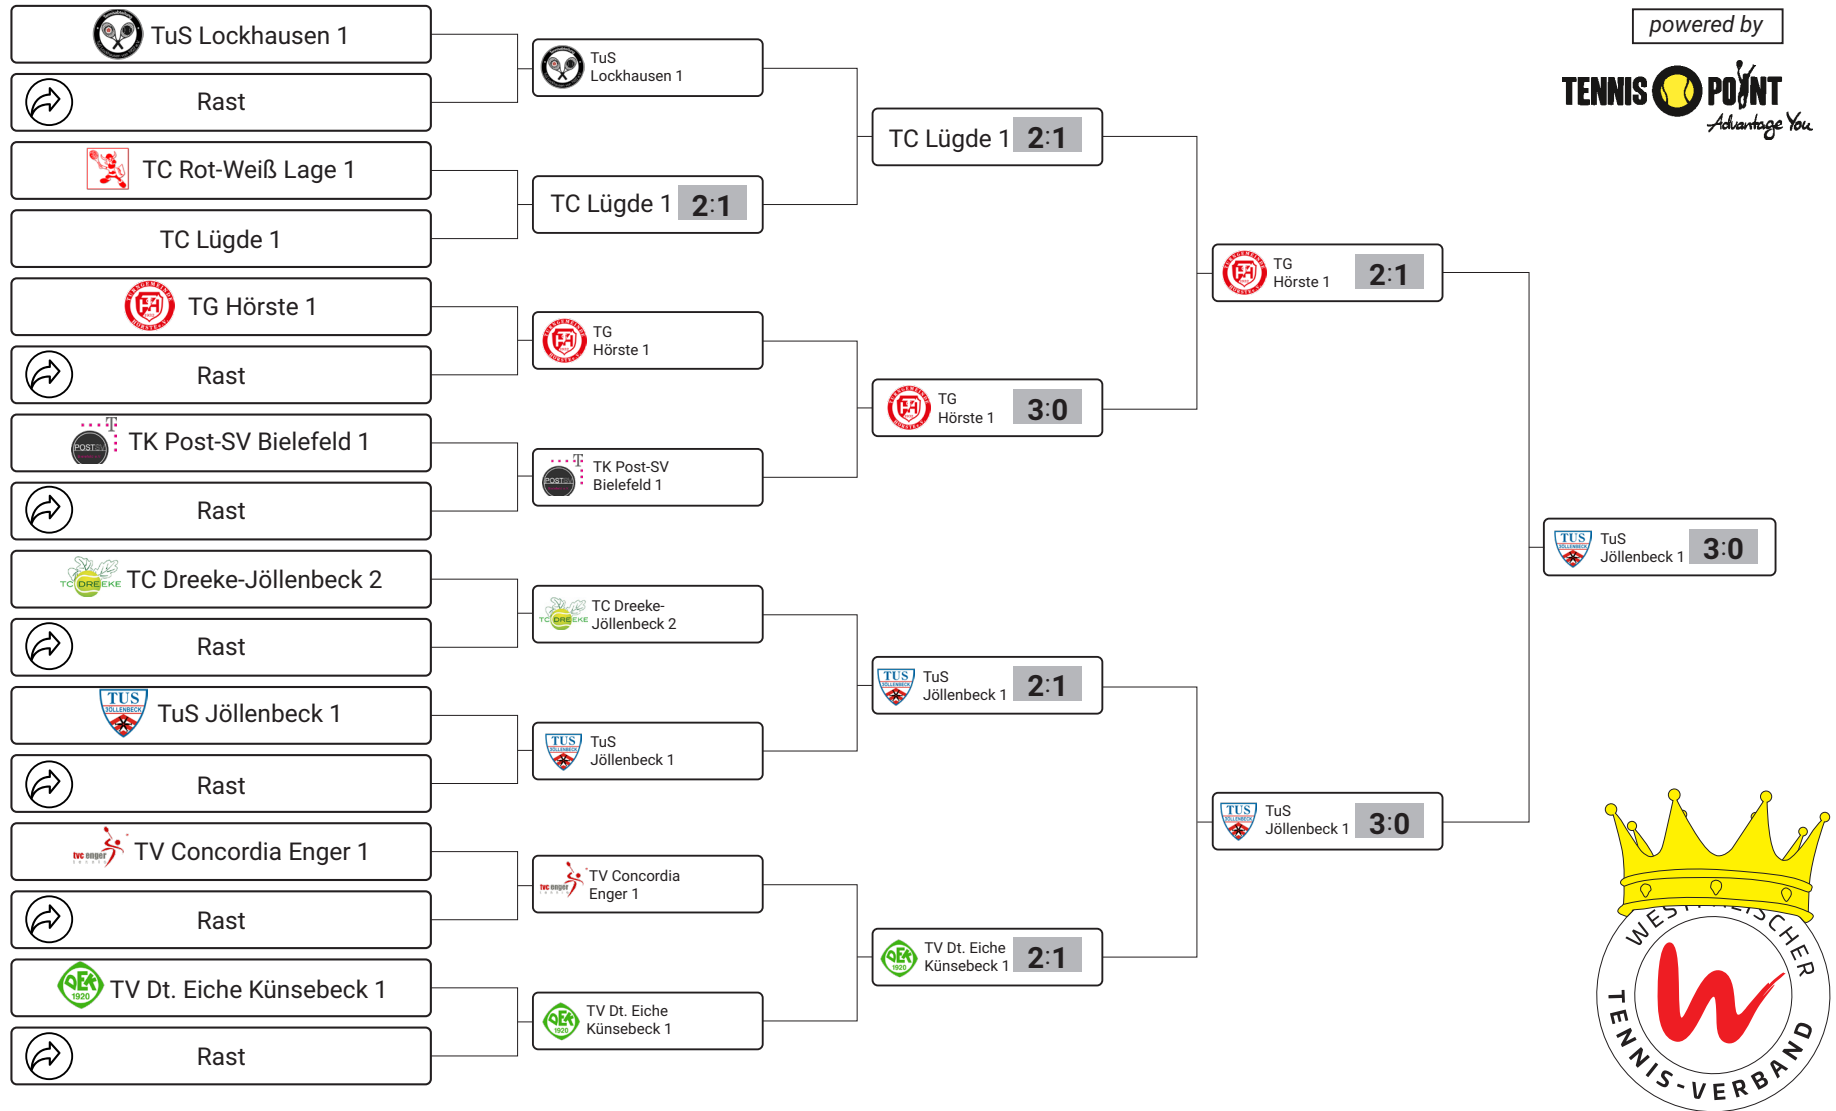 TuS Lockhausen 1
Rast
TC Rot-Weiß Lage 1
TC Lügde 1
TG Hörste 1
Rast
TK Post-SV Bielefeld 1
Rast
TC Dreeke-Jöllenbeck 2
Rast
TuS Jöllenbeck 1
Rast
TV Concordia Enger 1
Rast
TV Dt. Eiche Künsebeck 1
Rast
TuS
Lockhausen 1
TC Lügde 1 2:1
TG
Hörste 1
TK Post-SV
Bielefeld 1
TC Dreeke-
Jöllenbeck 2
TuS
Jöllenbeck 1
TV Concordia
Enger 1
TV Dt. Eiche
Künsebeck 1
TC Lügde 1 2:1
TG
Hörste 1 3:0
TuS
Jöllenbeck 1 2:1
TV Dt. Eiche
Künsebeck 1 2:1
TG
Hörste 1 2:1
TuS
Jöllenbeck 1 3:0
TuS
Jöllenbeck 1 3:0
powered by
TENNIS POINT
Advantage You
WESTFÄLISCHER
TENNIS-VERBAND